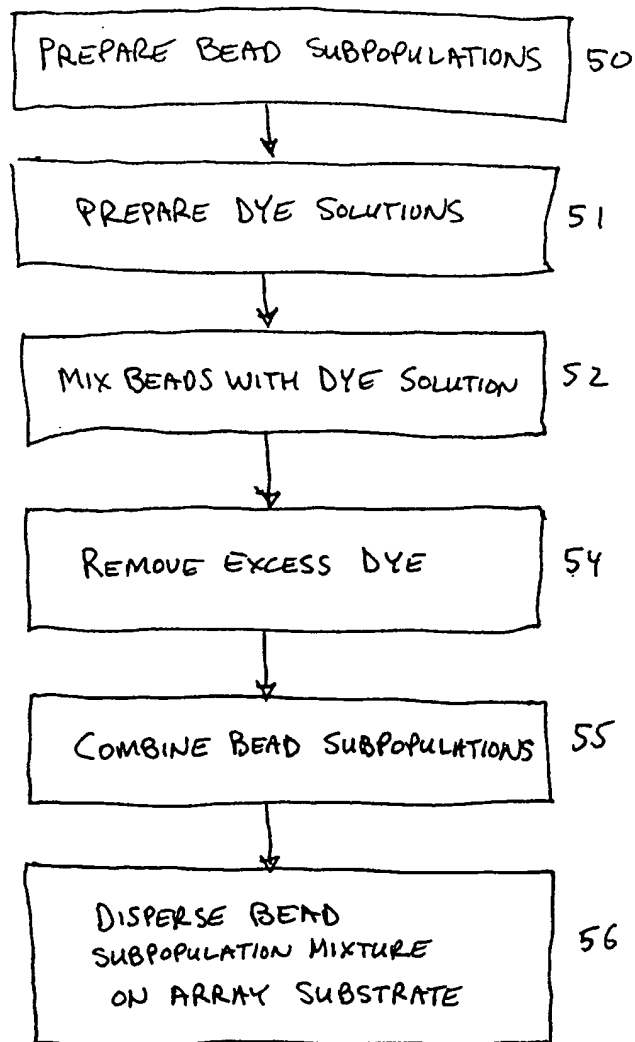 PREPARE BEAD SUBPOPULATIONS 50
PREPARE DYE SOLUTIONS 51
MIX BEADS WITH DYE SOLUTION 52
REMOVE EXCESS DYE 54
COMBINE BEAD SUBPOPULATIONS 55
DISPERSE BEAD
SUBPOPULATION MIXTURE 56
ON ARRAY SUBSTRATE